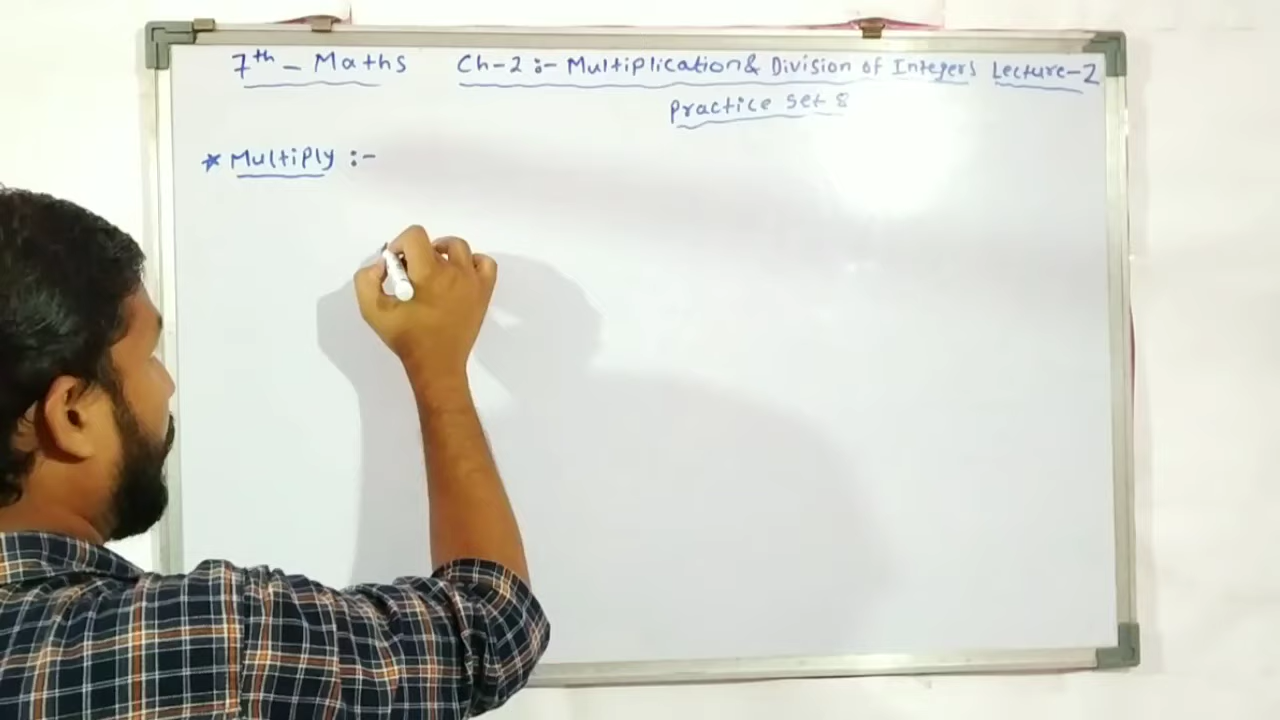 7th - Maths Ch-2 :- Multiplication & Division of Integers Lecture-2
Practice Set 8
* Multiply :-